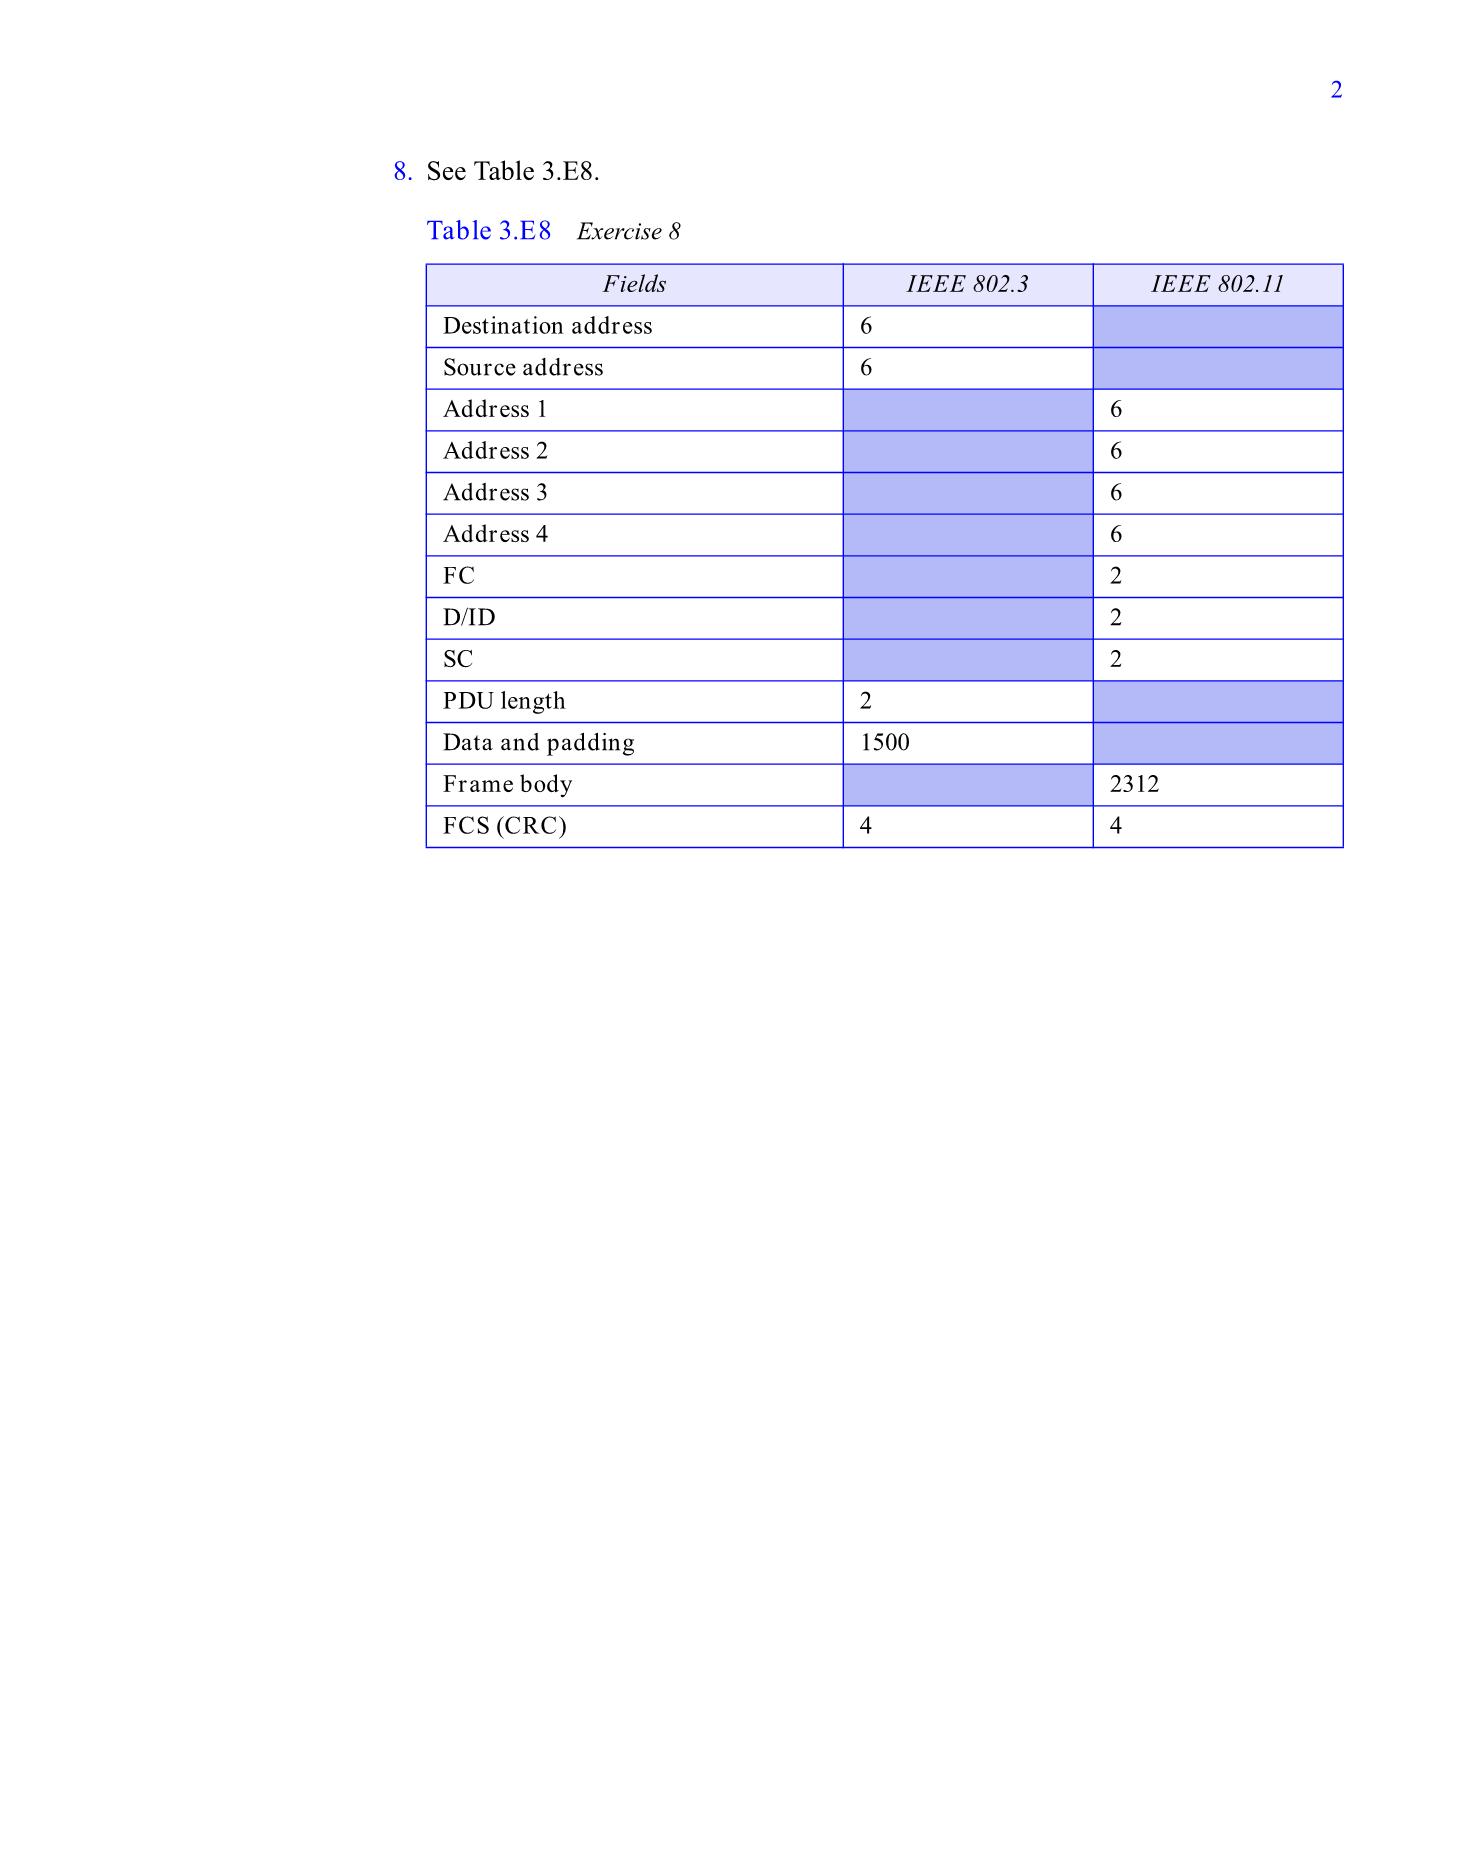 2
8. See Table 3.E8.
Table 3.E8 Exercise 8
Fields IEEE 802.3 IEEE 802.11
Destination address 6
Source address 6
Address 1 6
Address 2 6
Address 3 6
Address 4 6
FC 2
D/ID 2
SC 2
PDU length 2
Data and padding 1500
Frame body 2312
FCS (CRC) 4 4